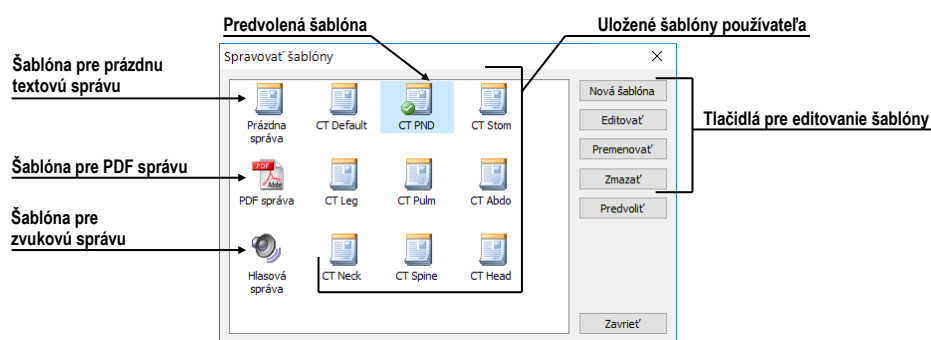 Predvolená šablóna
Uložené šablóny používateľa
Spravovať šablóny
Šablóna pre prázdnu
textovú správu
Šablóna pre PDF správu
Šablóna pre
zvukovú správu
Prázdna
správa
CT Default
CT PND
CT Stom
PDF
Adobe
PDF správa
CT Leg
CT Pulm
CT Abdo
Hlasová
správa
CT Neck
CT Spine
CT Head
Nová šablóna
Editovať
Premenovať
Zmazať
Predvoliť
Zavrieť
Tlačidlá pre editovanie šablóny